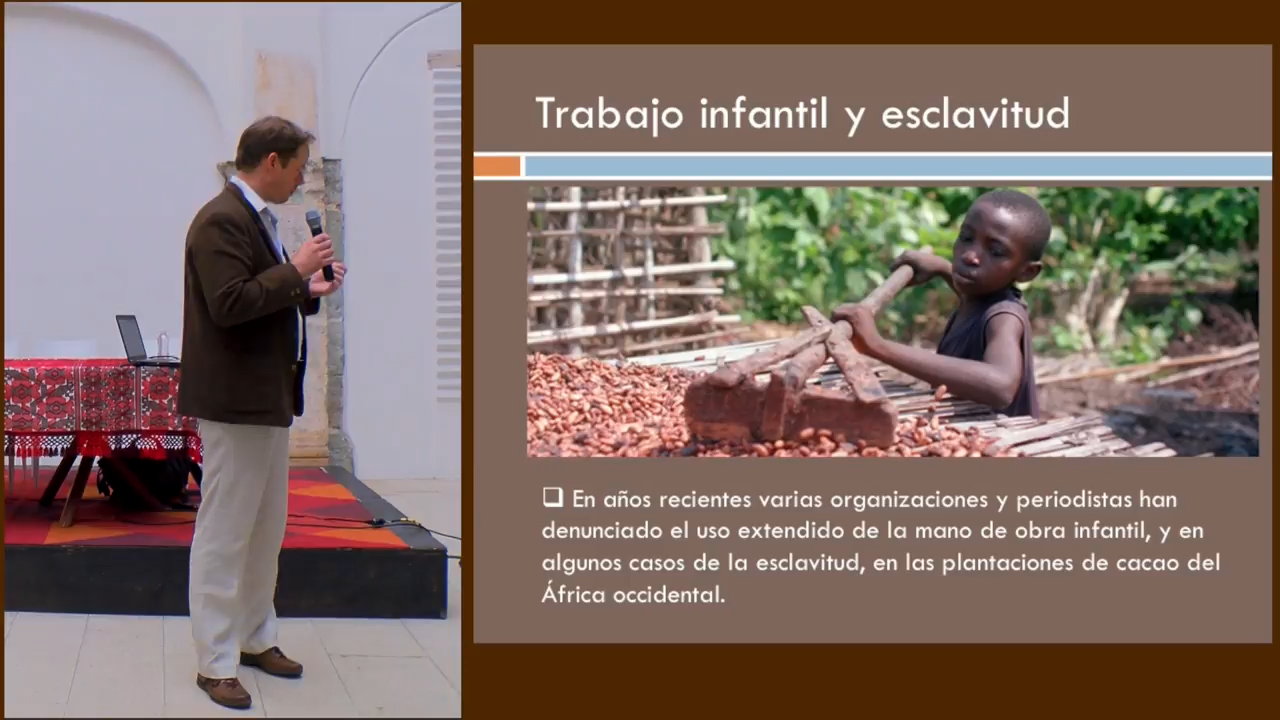 Trabajo infantil y esclavitud
❑ En años recientes varias organizaciones y periodistas han
denunciado el uso extendido de la mano de obra infantil, y en
algunos casos de la esclavitud, en las plantaciones de cacao del
África occidental.